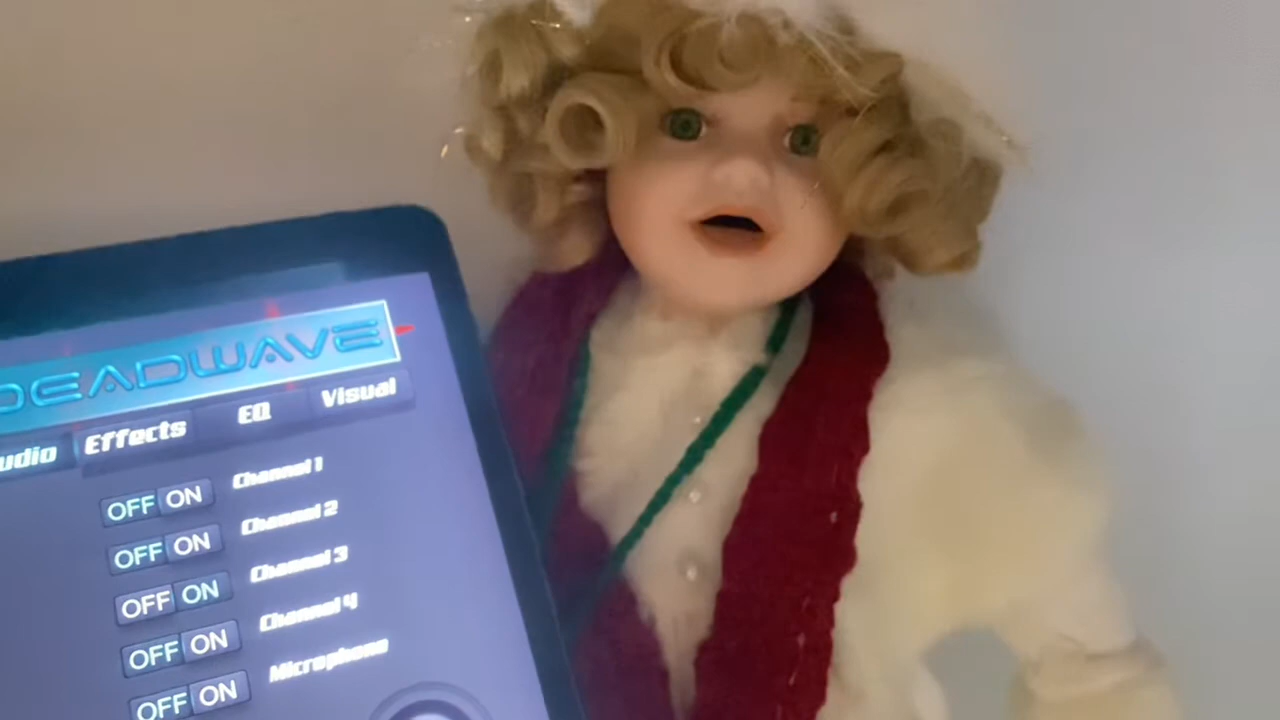 DEADWAVE
udio Effects EQ Visual
OFF ON Channel 1
OFF ON Channel 2
OFF ON Channel 3
OFF ON Channel 4
OFF ON Microphone